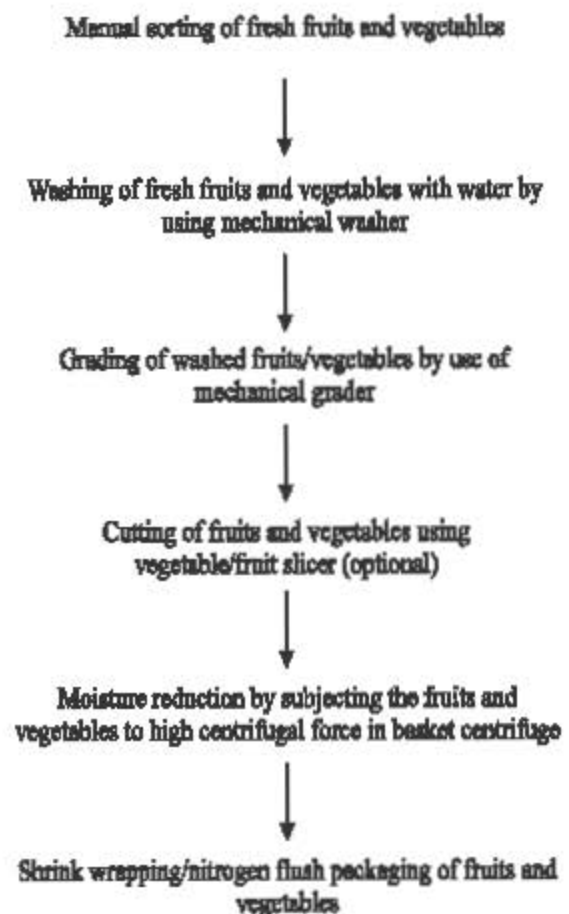 Manual sorting of fresh fruits and vegetables
Washing of fresh fruits and vegetables with water by
using mechanical washer
Grading of washed fruits/vegetables by use of
mechanical grader
Cutting of fruits and vegetables using
vegetable/fruit slicer (optional)
Moisture reduction by subjecting the fruits and
vegetables to high centrifugal force in basket centrifuge
Shrink wrapping/nitrogen flush packaging of fruits and
vegetables